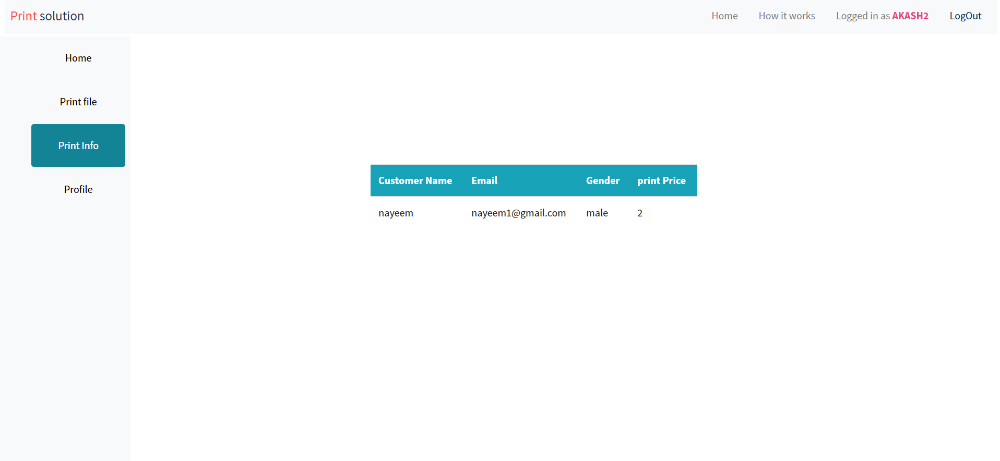 Print solution Home How it works Logged in as AKASH2 LogOut
Home
Print file
Print Info
Profile
Customer Name Email Gender print Price
nayeem nayeem1@gmail.com male 2